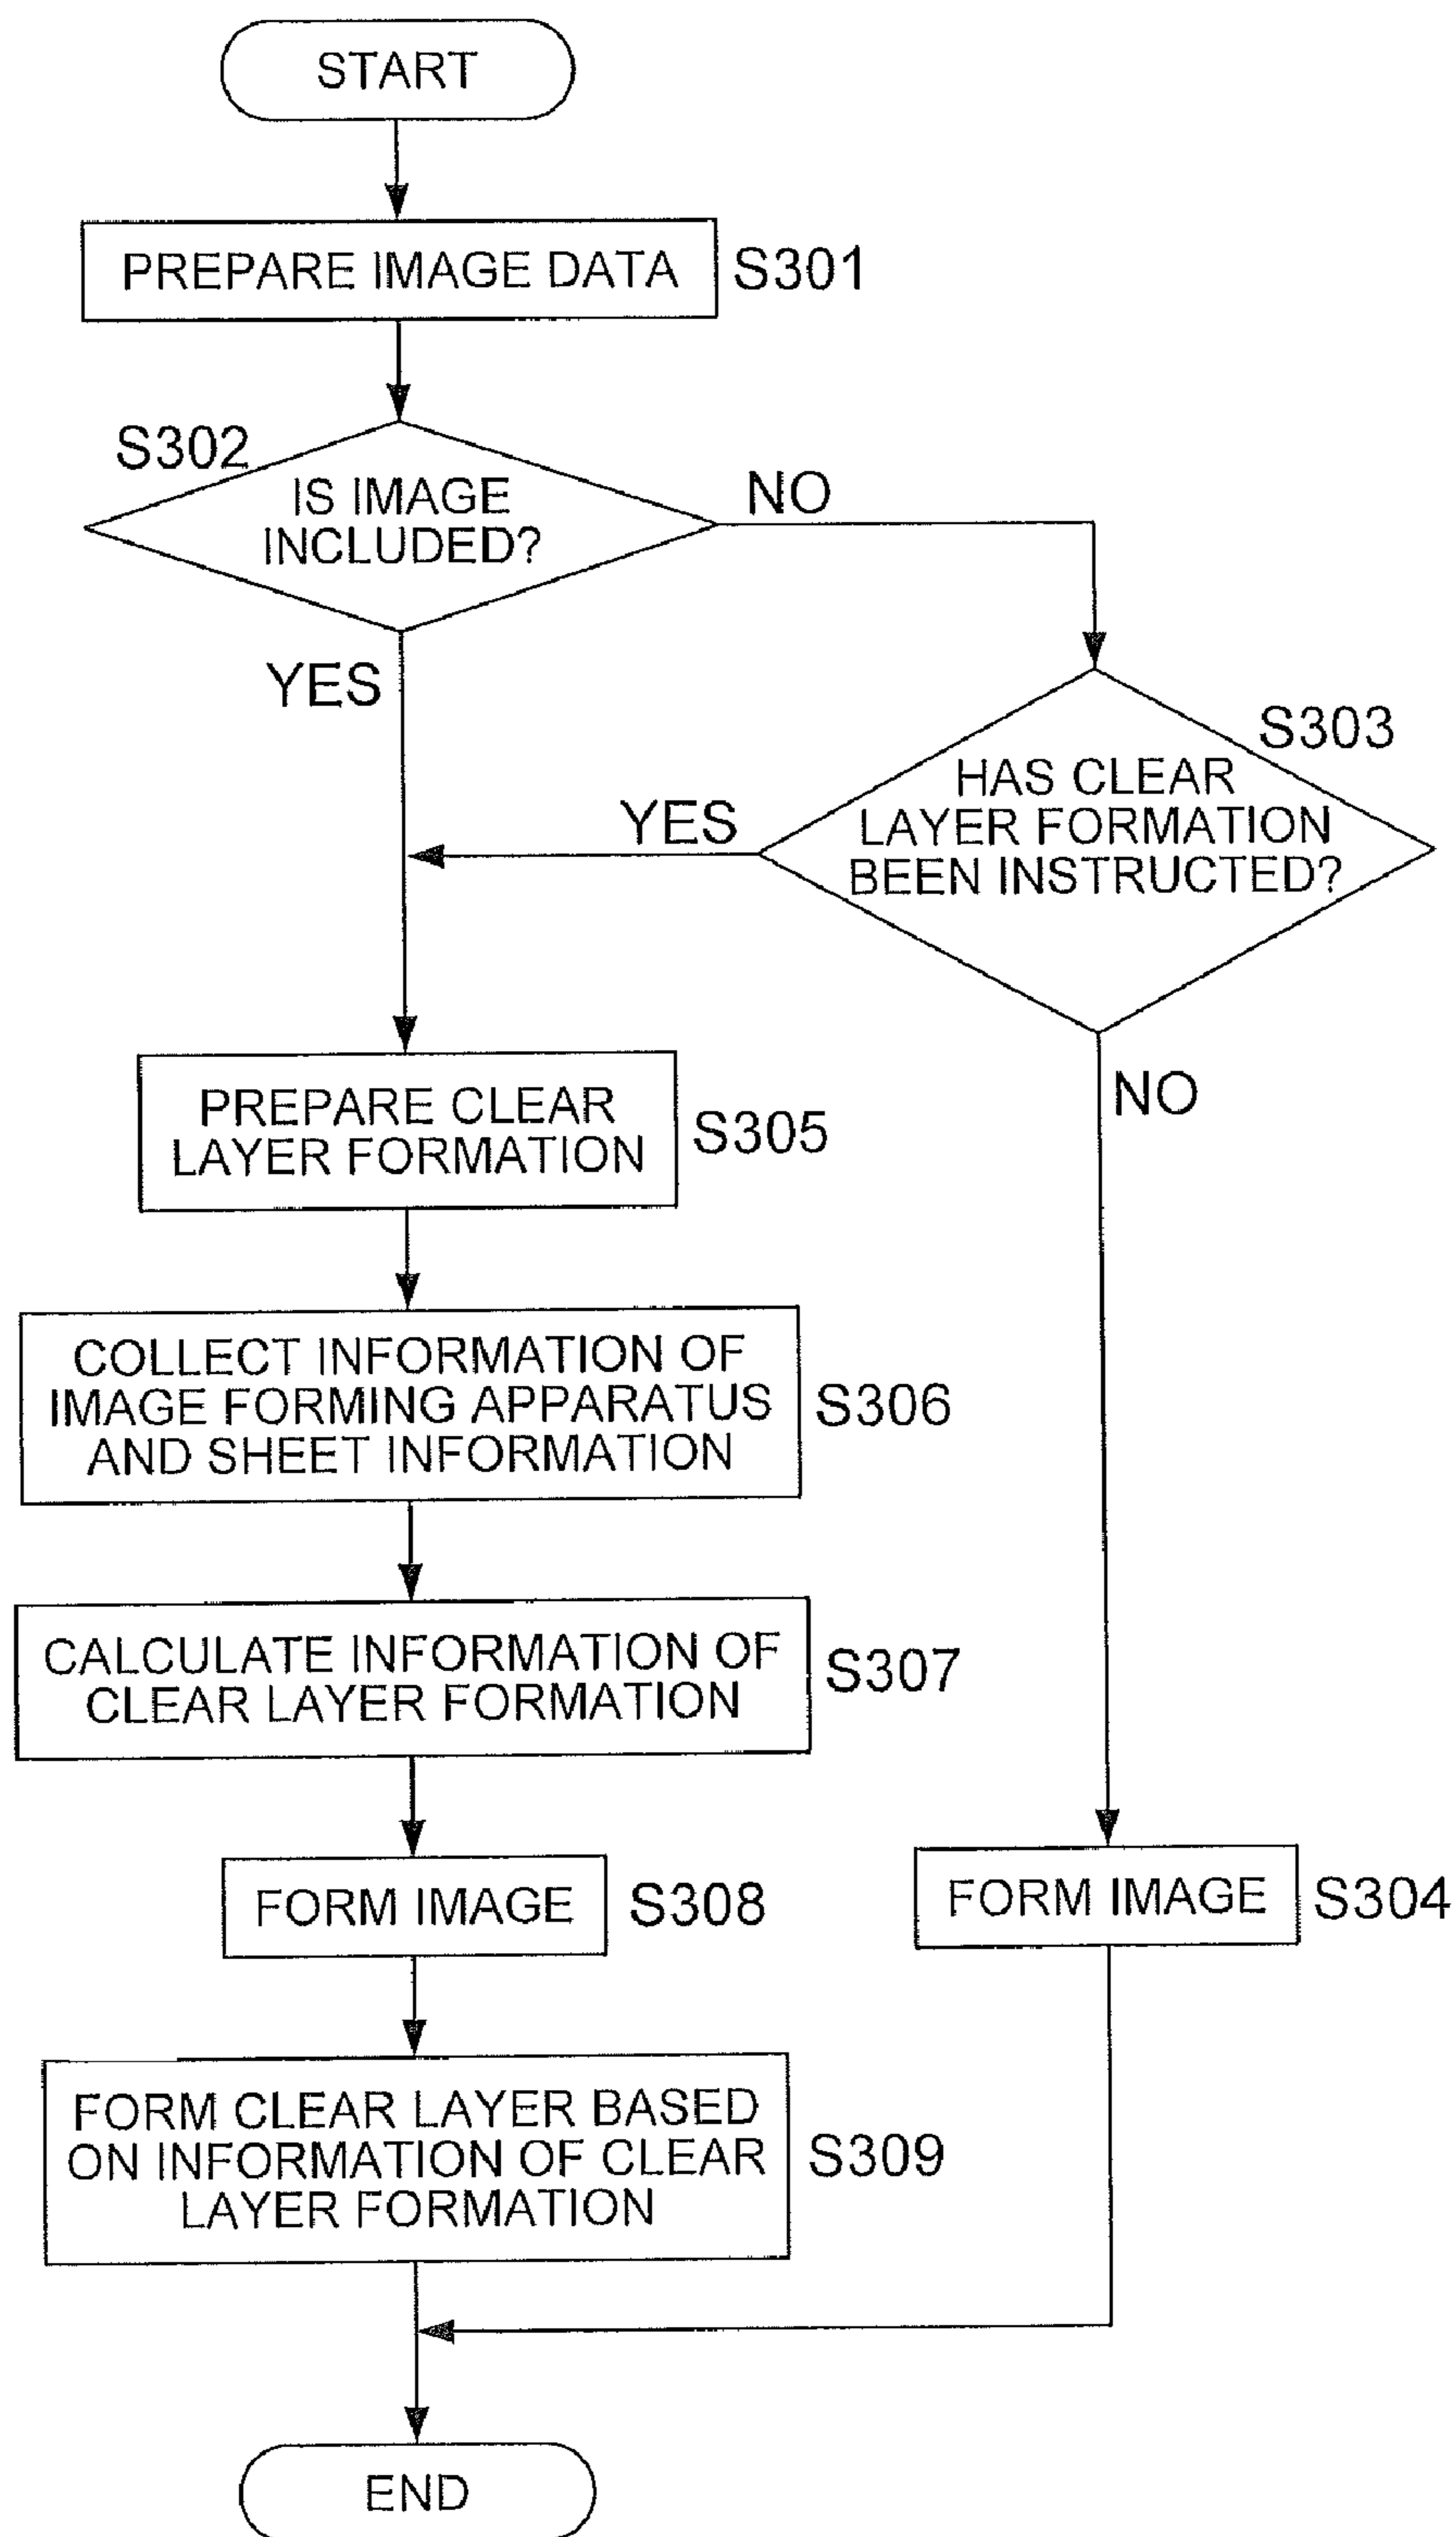 START
PREPARE IMAGE DATA
S301
S302
IS IMAGE
INCLUDED?
NO
YES
S303
HAS CLEAR
LAYER FORMATION
BEEN INSTRUCTED?
YES
NO
PREPARE CLEAR
LAYER FORMATION
S305
COLLECT INFORMATION OF
IMAGE FORMING APPARATUS
AND SHEET INFORMATION
S306
CALCULATE INFORMATION OF
CLEAR LAYER FORMATION
S307
FORM IMAGE
S308
FORM IMAGE
S304
FORM CLEAR LAYER BASED
ON INFORMATION OF CLEAR
LAYER FORMATION
S309
END